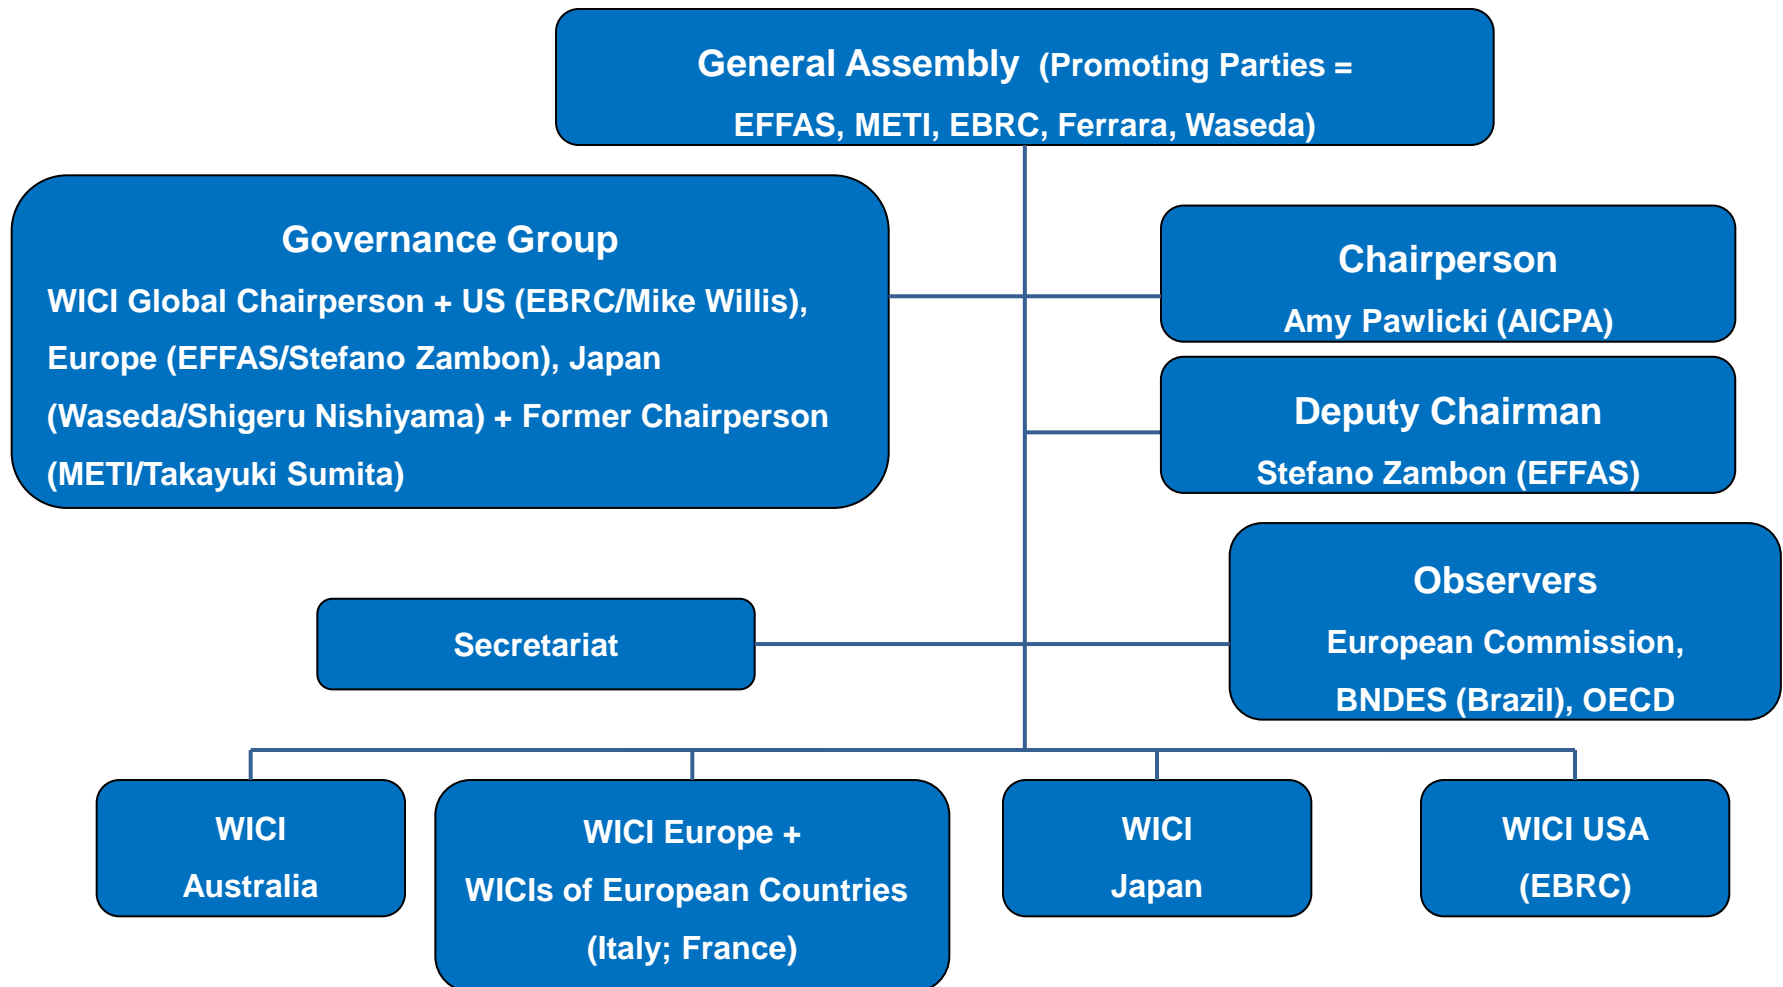 General Assembly (Promoting Parties =
EFFAS, METI, EBRC, Ferrara, Waseda)
Governance Group
WICI Global Chairperson + US (EBRC/Mike Willis),
Europe (EFFAS/Stefano Zambon), Japan
(Waseda/Shigeru Nishiyama) + Former Chairperson
(METI/Takayuki Sumita)
Chairperson
Amy Pawlicki (AICPA)
Deputy Chairman
Stefano Zambon (EFFAS)
Observers
European Commission,
BNDES (Brazil), OECD
Secretariat
WICI
Australia
WICI Europe +
WICIs of European Countries
(Italy; France)
WICI
Japan
WICI USA
(EBRC)